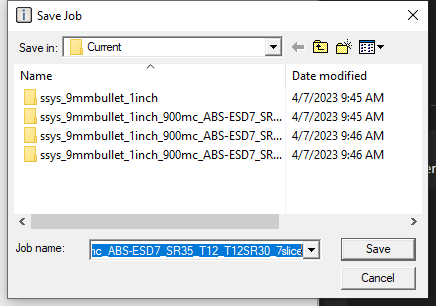 Save Job
Save in: Current
Name Date modified
ssys_9mmbullet_1inch 4/7/2023 9:45 AM
ssys_9mmbullet_1inch_900mc_ABS-ESD7_SR... 4/7/2023 9:45 AM
ssys_9mmbullet_1inch_900mc_ABS-ESD7_SR... 4/7/2023 9:46 AM
ssys_9mmbullet_1inch_900mc_ABS-ESD7_SR... 4/7/2023 9:46 AM
Job name: mc_ABS-ESD7_SR35_T12_T12SR30_7slice Save
Cancel
er